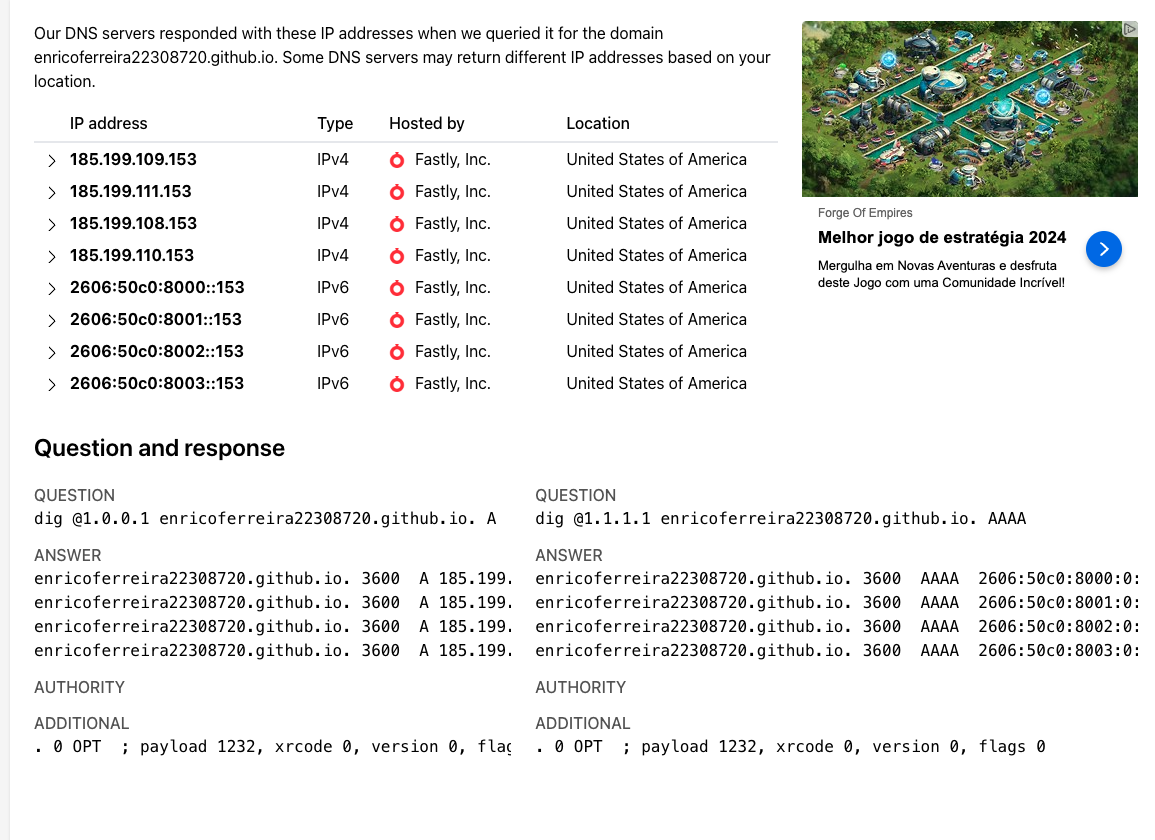 Our DNS servers responded with these IP addresses when we queried it for the domain
enricoferreira22308720.github.io. Some DNS servers may return different IP addresses based on your
location.
IP address Type Hosted by Location
185.199.109.153 IPv4 Fastly, Inc. United States of America
185.199.111.153 IPv4 Fastly, Inc. United States of America
185.199.108.153 IPv4 Fastly, Inc. United States of America
185.199.110.153 IPv4 Fastly, Inc. United States of America
2606:50c0:8000::153 IPv6 Fastly, Inc. United States of America
2606:50c0:8001::153 IPv6 Fastly, Inc. United States of America
2606:50c0:8002::153 IPv6 Fastly, Inc. United States of America
2606:50c0:8003::153 IPv6 Fastly, Inc. United States of America
Forge Of Empires
Melhor jogo de estratégia 2024
Mergulha em Novas Aventuras e desfruta
deste Jogo com uma Comunidade Incrível!
Question and response
QUESTION
dig @1.0.0.1 enricoferreira22308720.github.io. A
ANSWER
enricoferreira22308720.github.io. 3600 A 185.199.
enricoferreira22308720.github.io. 3600 A 185.199.
enricoferreira22308720.github.io. 3600 A 185.199.
enricoferreira22308720.github.io. 3600 A 185.199.
AUTHORITY
ADDITIONAL
. 0 OPT ; payload 1232, xrcode 0, version 0, flag
QUESTION
dig @1.1.1.1 enricoferreira22308720.github.io. AAAA
ANSWER
enricoferreira22308720.github.io. 3600 AAAA 2606:50c0:8000:0:
enricoferreira22308720.github.io. 3600 AAAA 2606:50c0:8001:0:
enricoferreira22308720.github.io. 3600 AAAA 2606:50c0:8002:0:
enricoferreira22308720.github.io. 3600 AAAA 2606:50c0:8003:0:
AUTHORITY
ADDITIONAL
. 0 OPT ; payload 1232, xrcode 0, version 0, flags 0